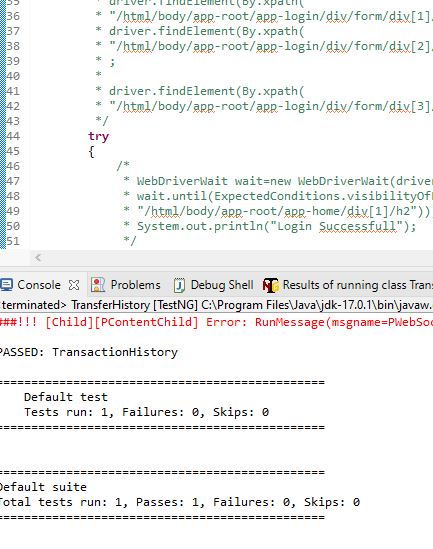 35 * driver.findElement(By.xpath(
36 * "/html/body/app-root/app-login/div/form/div[1]/
37 * driver.findElement(By.xpath(
38 * "/html/body/app-root/app-login/div/form/div[2]/
39 * ;
40 *
41 * driver.findElement(By.xpath(
42 * "/html/body/app-root/app-login/div/form/div[3]/
43 */
44 try
45 {
46 /*
47 * WebDriverWait wait=new WebDriverWait(driver
48 * wait.until(ExpectedConditions.visibilityOf
49 * "/html/body/app-root/app-home/div[1]/h2"))
50 * System.out.println("Login Successfull");
51 */
Console Problems Debug Shell Results of running class Trans
terminated> TransferHistory [TestNG] C:\Program Files\Java\jdk-17.0.1\bin\javaw.
###!!! [Child][PContentChild] Error: RunMessage(msgname=PWebSoc
PASSED: TransactionHistory
===============================================
Default test
Tests run: 1, Failures: 0, Skips: 0
===============================================
===============================================
Default suite
Total tests run: 1, Passes: 1, Failures: 0, Skips: 0
===============================================